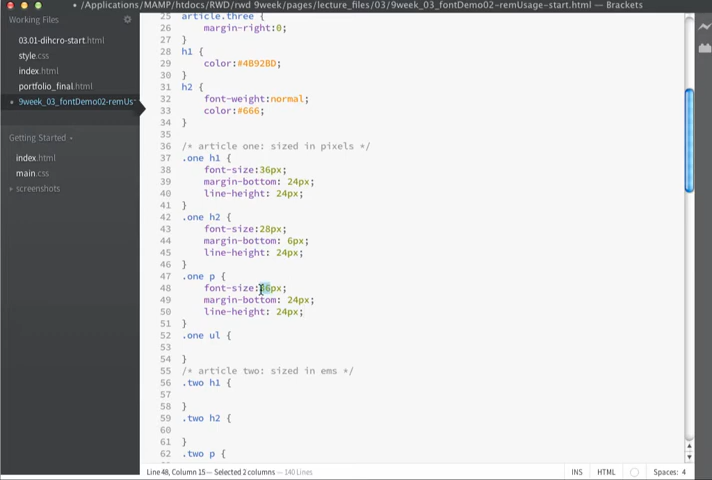 /Applications/MAMP/htdocs/RWD/rwd 9week/pages/lecture_files/03/9week_03_fontDemo02-remUsage-start.html — Brackets
Working Files
03.01-dihcro-start.html
style.css
index.html
portfolio_final.html
9week_03_fontDemo02-remUs
Getting Started
index.html
main.css
screenshots
25 article.three {
26 margin-right:0;
27 }
28 h1 {
29 color:#4B92BD;
30 }
31 h2 {
32 font-weight:normal;
33 color:#666;
34 }
35
36 /* article one: sized in pixels */
37 .one h1 {
38 font-size:36px;
39 margin-bottom: 24px;
40 line-height: 24px;
41 }
42 .one h2 {
43 font-size:28px;
44 margin-bottom: 6px;
45 line-height: 24px;
46 }
47 .one p {
48 font-size:36px;
49 margin-bottom: 24px;
50 line-height: 24px;
51 }
52 .one ul {
53
54 }
55 /* article two: sized in ems */
56 .two h1 {
57
58 }
59 .two h2 {
60
61 }
62 .two p {
Line 48, Column 15 — Selected 2 columns — 140 Lines
INS HTML Spaces: 4